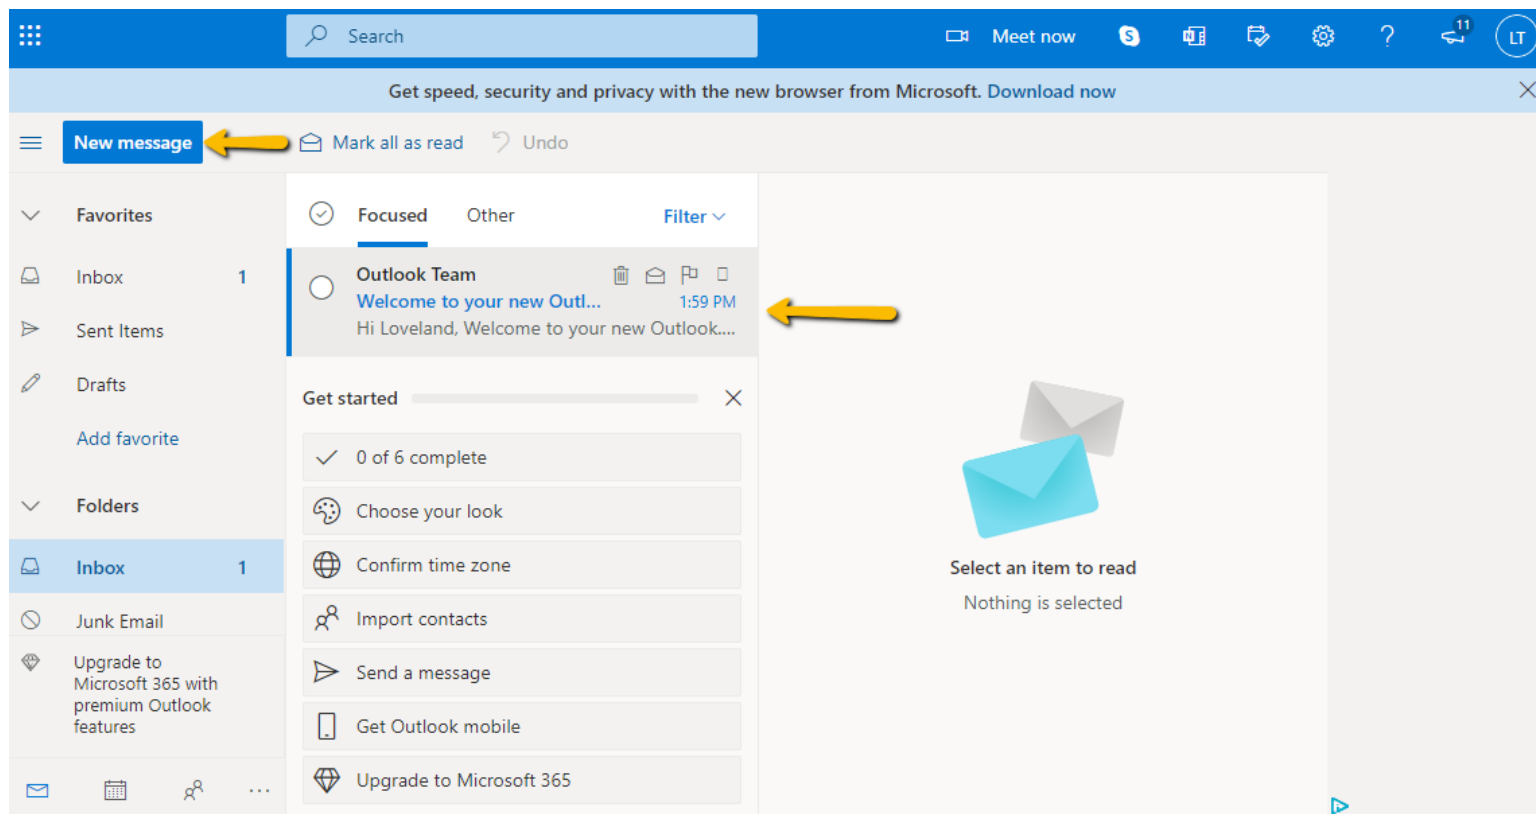 Search
Meet now
11
LT
Get speed, security and privacy with the new browser from Microsoft. Download now
New message
Mark all as read
Undo
Favorites
Inbox 1
Sent Items
Drafts
Add favorite
Folders
Inbox 1
Junk Email
Upgrade to
Microsoft 365 with
premium Outlook
features
Focused
Other
Filter
Outlook Team
Welcome to your new Outl... 1:59 PM
Hi Loveland, Welcome to your new Outlook....
Get started
0 of 6 complete
Choose your look
Confirm time zone
Import contacts
Send a message
Get Outlook mobile
Upgrade to Microsoft 365
Select an item to read
Nothing is selected